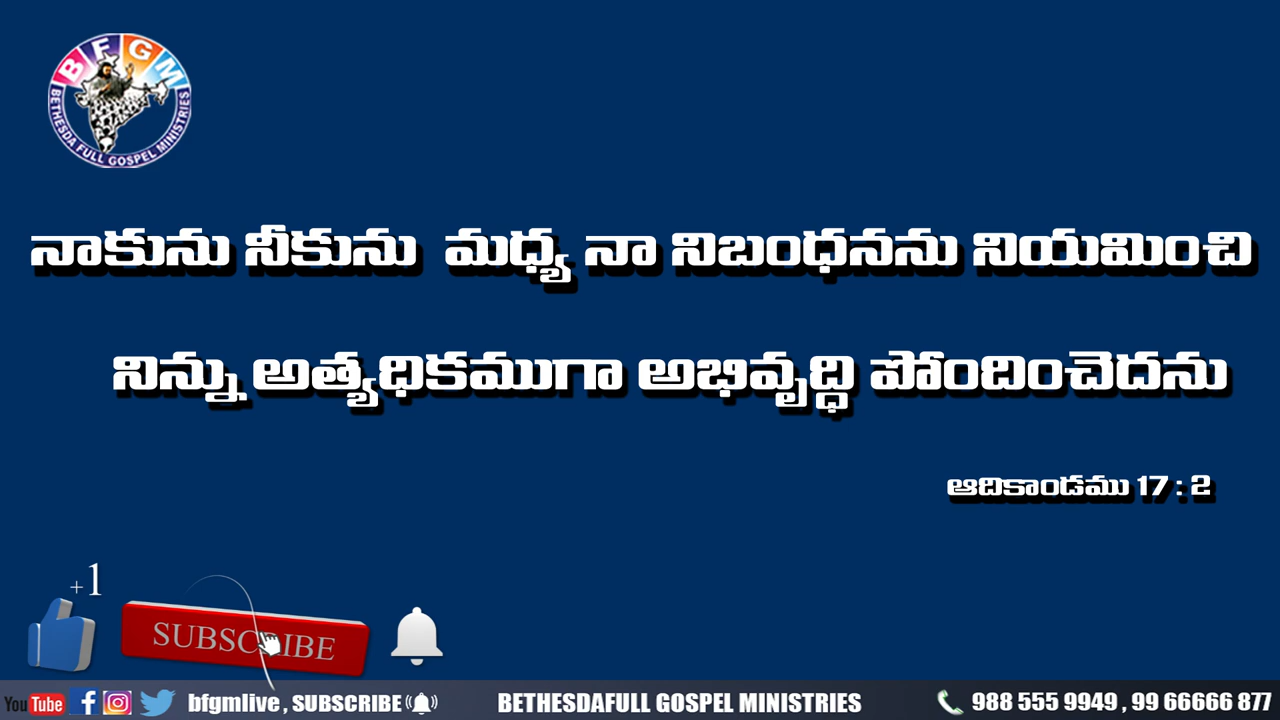 BFGM
BETHESDA FULL GOSPEL MINISTRIES
నాకును నీకును మధ్య నా నిబంధనను నియమించి
నిన్ను అత్యధికముగా అభివృద్ధి పోందించెదను
ఆదికాండము 17 : 2
+1
SUBSCRIBE
YouTube bfgmlive , SUBSCRIBE BETHESDAFULL GOSPEL MINISTRIES 988 555 9949 , 99 66666 877